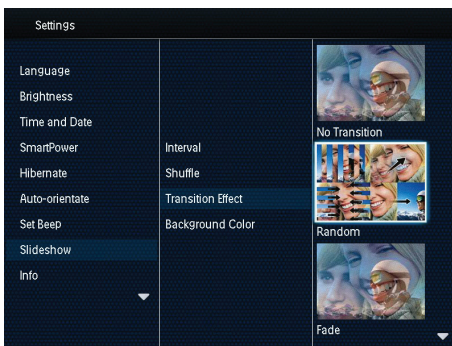 Settings
Language
Brightness
Time and Date
SmartPower
Hibernate
Auto-orientate
Set Beep
Slideshow
Info
Interval
Shuffle
Transition Effect
Background Color
No Transition
Random
Fade